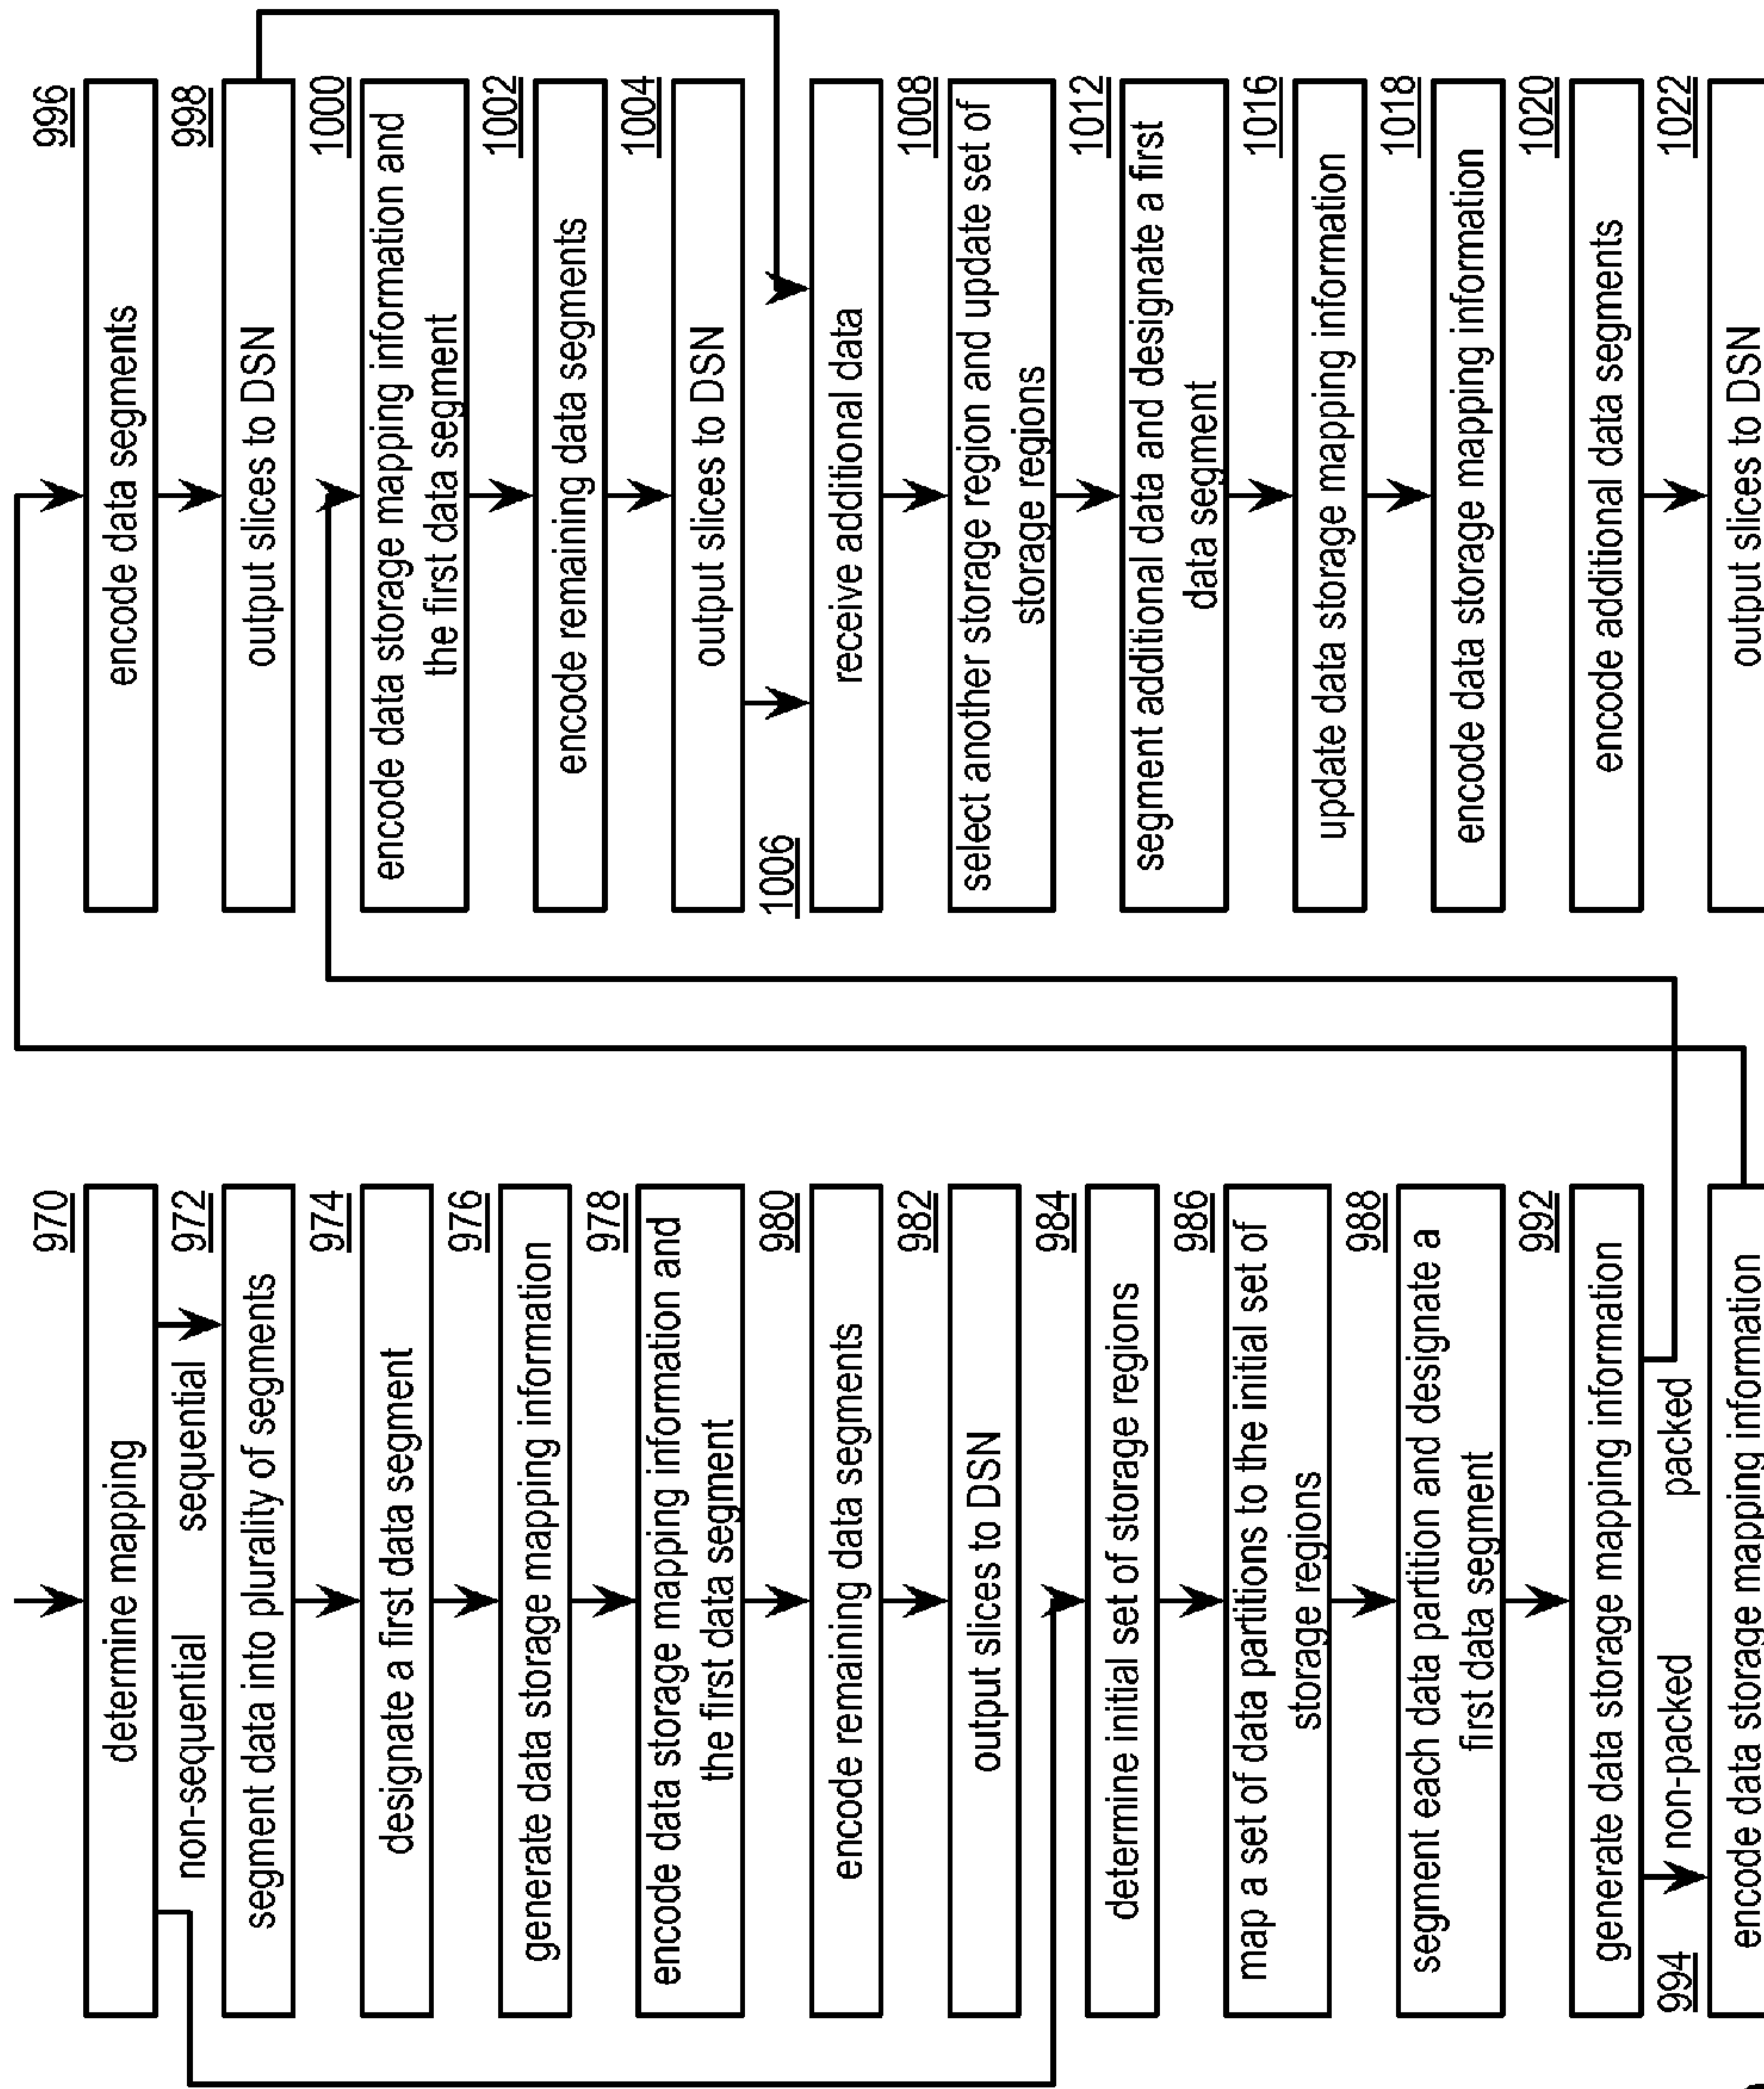 970
determine mapping
non-sequential
sequential
972
segment data into plurality of segments
974
designate a first data segment
976
generate data storage mapping information
978
encode data storage mapping information and
the first data segment
980
encode remaining data segments
982
output slices to DSN
984
determine initial set of storage regions
986
map a set of data partitions to the initial set of
storage regions
988
segment each data partition and designate a
first data segment
992
generate data storage mapping information
994
non-packed
packed
encode data storage mapping information
996
encode data segments
998
output slices to DSN
1000
encode data storage mapping information and
the first data segment
1002
encode remaining data segments
1004
output slices to DSN
1006
receive additional data
1008
select another storage region and update set of
storage regions
1012
segment additional data and designate a first
data segment
1016
update data storage mapping information
1018
encode data storage mapping information
1020
encode additional data segments
1022
output slices to DSN